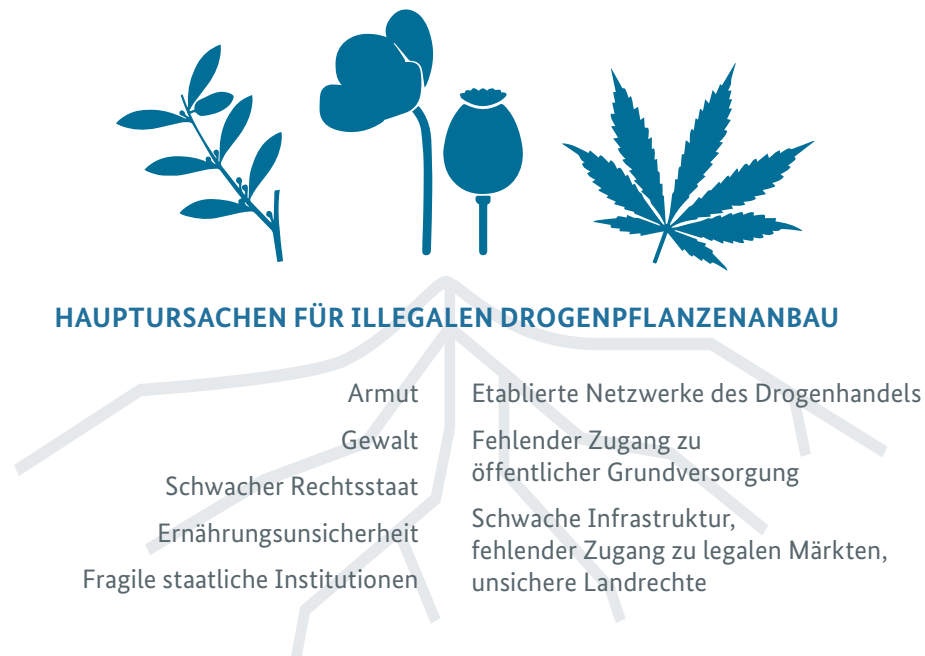 HAUPTURSACHEN FÜR ILLEGALEN DROGENPFLANZENANBAU
Armut
Gewalt
Schwacher Rechtsstaat
Ernährungsunsicherheit
Fragile staatliche Institutionen
Etablierte Netzwerke des Drogenhandels
Fehlender Zugang zu
öffentlicher Grundversorgung
Schwache Infrastruktur,
fehlender Zugang zu legalen Märkten,
unsichere Landrechte